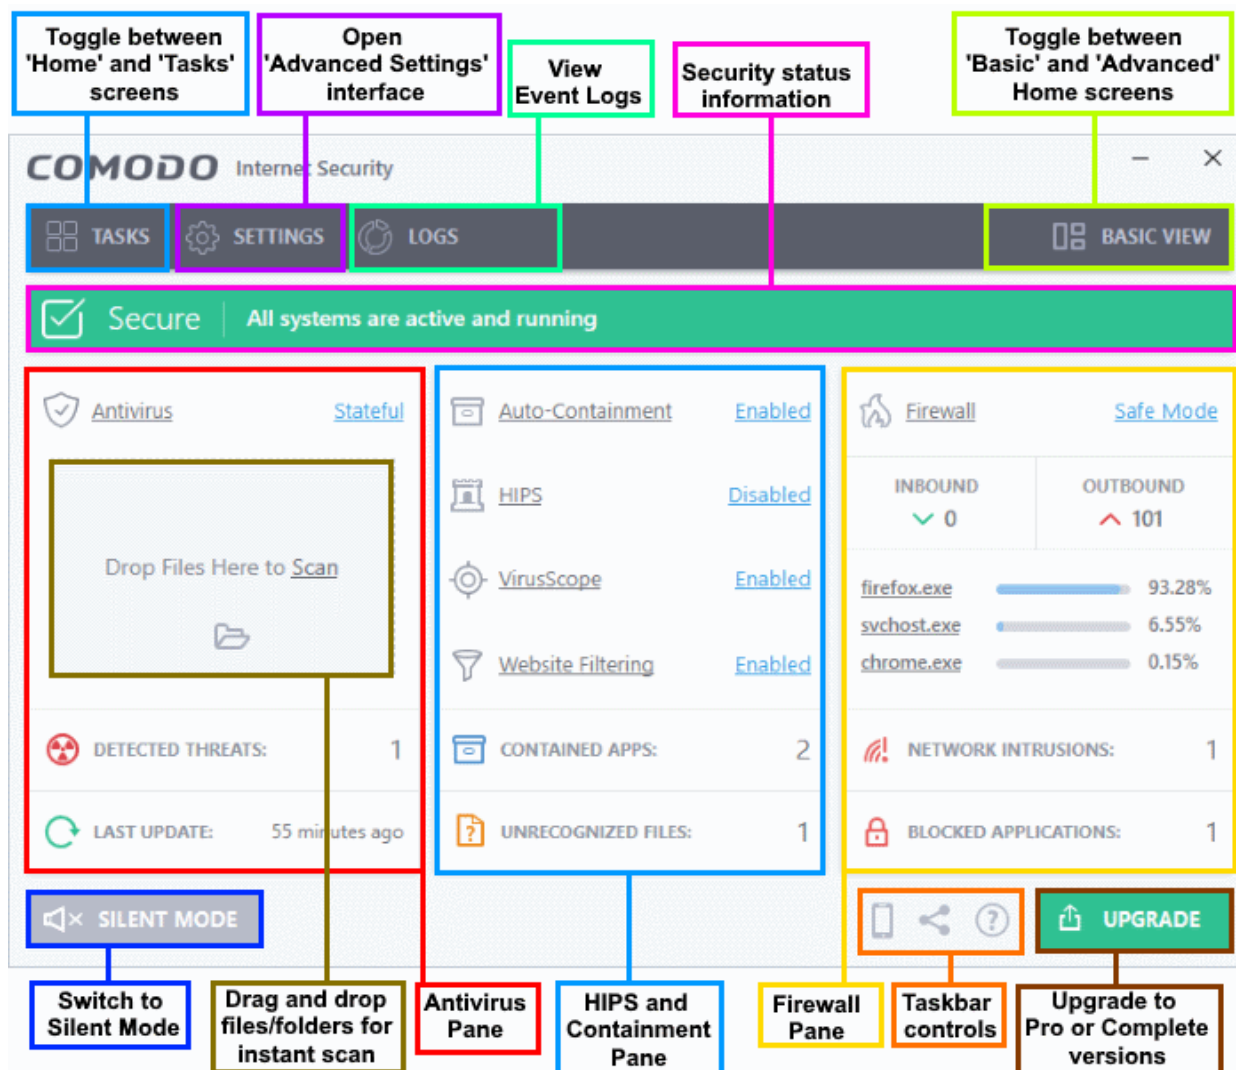 Toggle between
'Home' and 'Tasks'
screens
Open
'Advanced Settings'
interface
View
Event Logs
Security status
information
Toggle between
'Basic' and 'Advanced'
Home screens
COMODO Internet Security
TASKS SETTINGS LOGS BASIC VIEW
Secure All systems are active and running
Antivirus Stateful
Drop Files Here to Scan
DETECTED THREATS: 1
LAST UPDATE: 55 minutes ago
Auto-Containment Enabled
HIPS Disabled
VirusScope Enabled
Website Filtering Enabled
CONTAINED APPS: 2
UNRECOGNIZED FILES: 1
Firewall Safe Mode
INBOUND OUTBOUND
0 101
firefox.exe 93.28%
svchost.exe 6.55%
chrome.exe 0.15%
NETWORK INTRUSIONS: 1
BLOCKED APPLICATIONS: 1
SILENT MODE
? UPGRADE
Switch to
Silent Mode
Drag and drop
files/folders for
instant scan
Antivirus
Pane
HIPS and
Containment
Pane
Firewall
Pane
Taskbar
controls
Upgrade to
Pro or Complete
versions